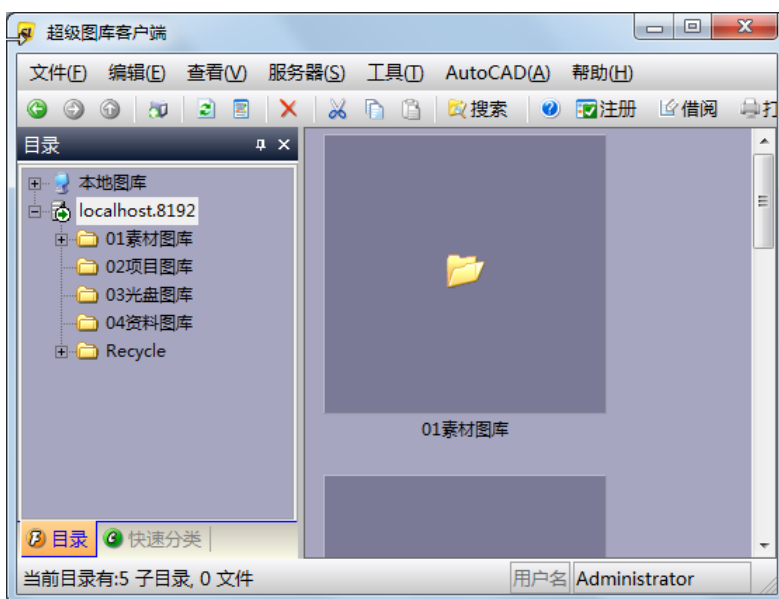 超级图库客户端
文件(F) 编辑(E) 查看(V) 服务器(S) 工具(T) AutoCAD(A) 帮助(H)
搜索 注册 借阅 打
目录
本地图库
localhost.8192
01素材图库
02项目图库
03光盘图库
04资料图库
Recycle
01素材图库
目录 快速分类
当前目录有:5 子目录, 0 文件 用户名 Administrator